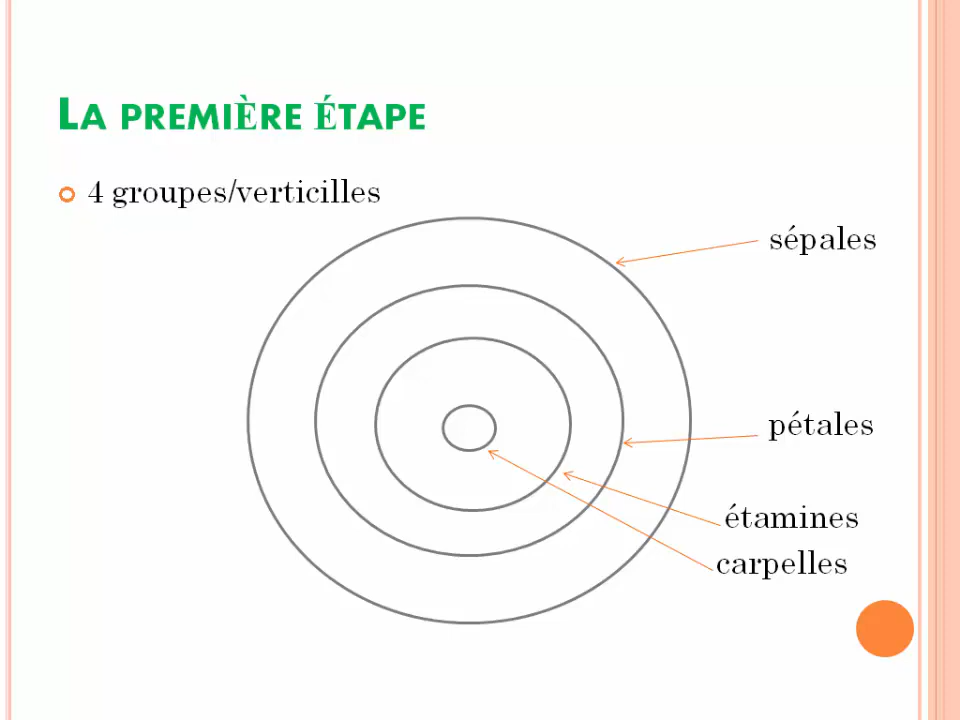 LA PREMIÈRE ÉTAPE
4 groupes/verticilles
sépales
pétales
étamines
carpelles